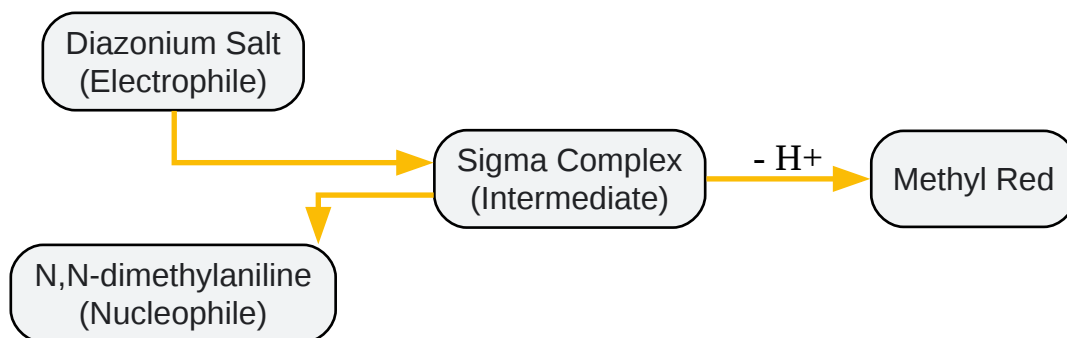 Diazonium Salt
(Electrophile)
Sigma Complex
(Intermediate)
- H+
Methyl Red
N,N-dimethylaniline
(Nucleophile)